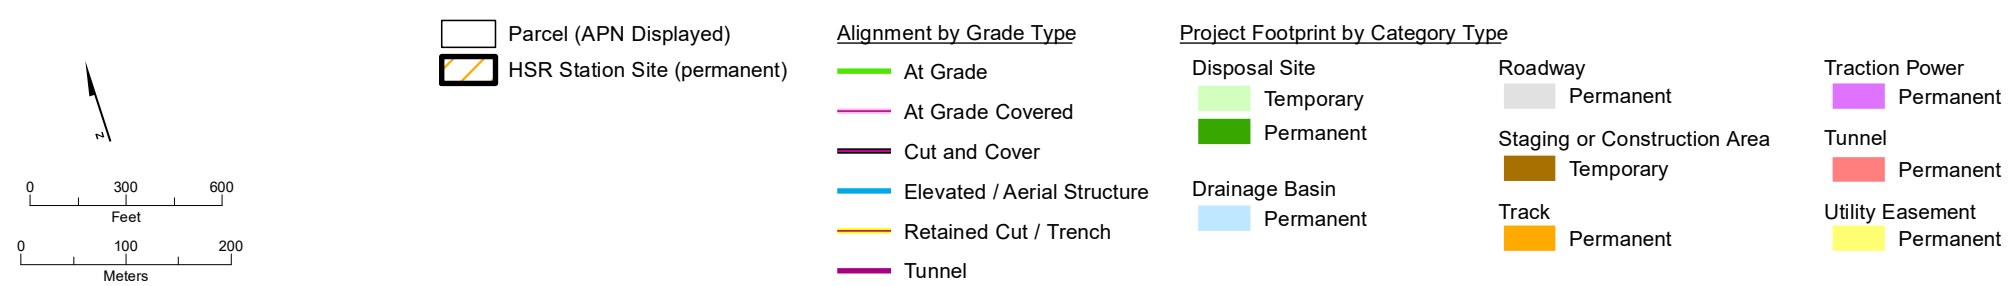 N
0 300 600
Feet
0 100 200
Meters
Parcel (APN Displayed)
HSR Station Site (permanent)
Alignment by Grade Type
At Grade
At Grade Covered
Cut and Cover
Elevated / Aerial Structure
Retained Cut / Trench
Tunnel
Project Footprint by Category Type
Disposal Site
Temporary
Permanent
Drainage Basin
Permanent
Roadway
Permanent
Staging or Construction Area
Temporary
Track
Permanent
Traction Power
Permanent
Tunnel
Permanent
Utility Easement
Permanent